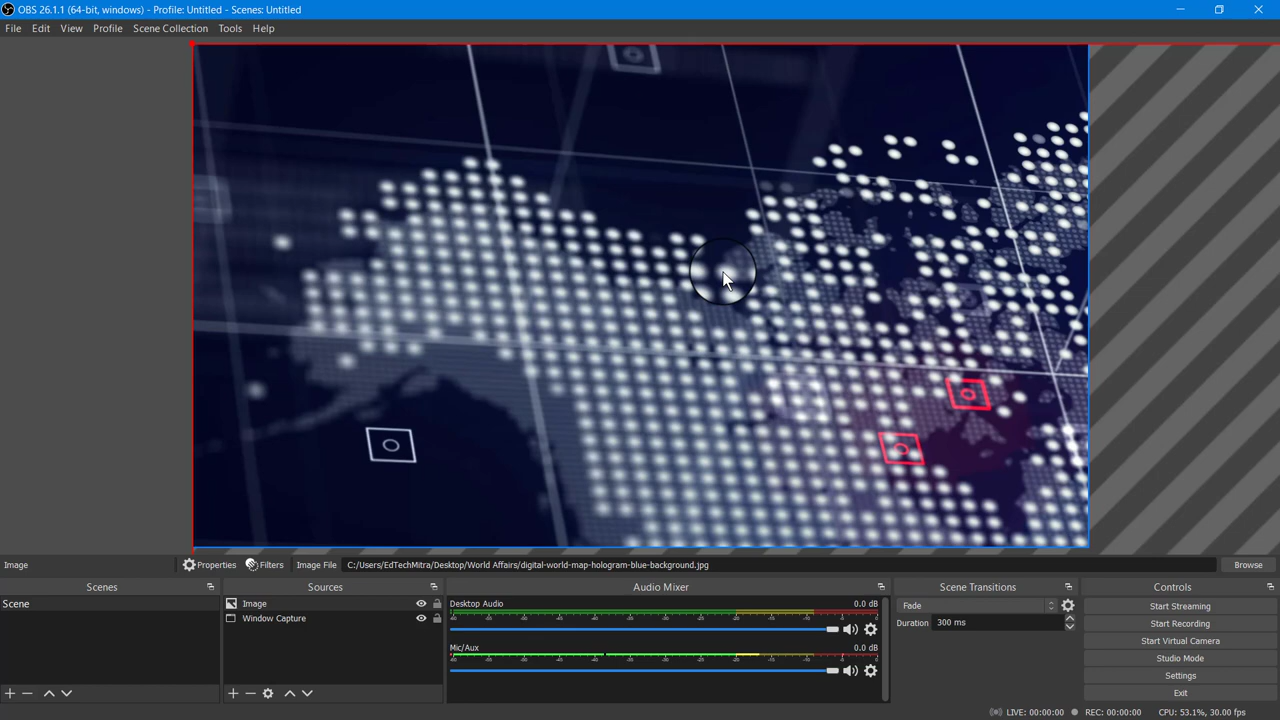 OBS 26.1.1 (64-bit, windows) - Profile: Untitled - Scenes: Untitled
File Edit View Profile Scene Collection Tools Help
Image Properties Filters Image File C:/Users/EdTechMitra/Desktop/World Affairs/digital-world-map-hologram-blue-background.jpg Browse
Scenes
Scene
Sources
Image
Window Capture
Audio Mixer
Desktop Audio 0.0 dB
Mic/Aux 0.0 dB
Scene Transitions
Fade
Duration 300 ms
Controls
Start Streaming
Start Recording
Start Virtual Camera
Studio Mode
Settings
Exit
LIVE: 00:00:00 REC: 00:00:00 CPU: 53.1%, 30.00 fps